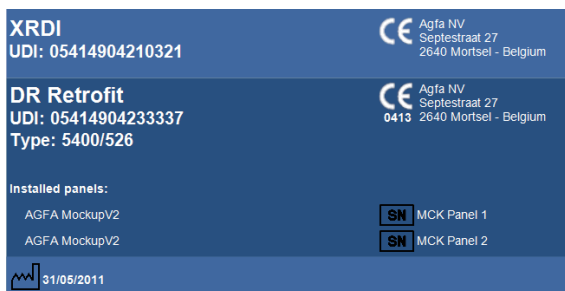 XRDI
UDI: 05414904210321
CE Agfa NV
Septestraat 27
2640 Mortsel - Belgium
DR Retrofit
UDI: 05414904233337
Type: 5400/526
CE Agfa NV
Septestraat 27
0413 2640 Mortsel - Belgium
Installed panels:
AGFA MockupV2 SN MCK Panel 1
AGFA MockupV2 SN MCK Panel 2
31/05/2011